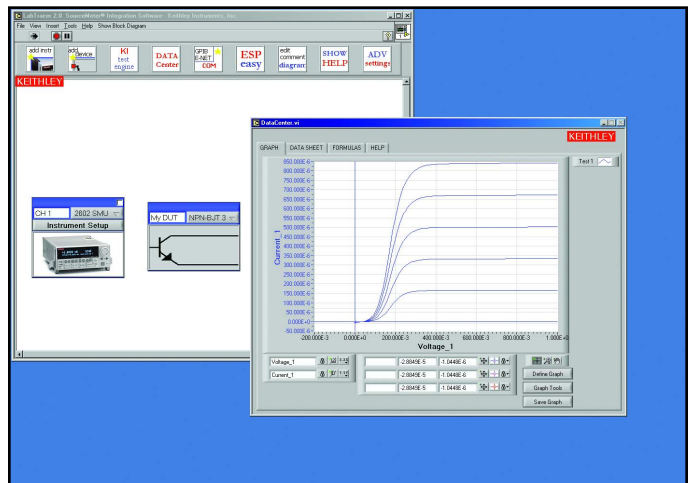 LabTracer 2.0 SourceMeter® Integration Software - Keithley Instruments, Inc.
File View Insert Tools Help Show Block Diagram
add instr
add device
KI test engine
DATA Center
GPIB E-NET COM
ESP easy
edit comment diagram
SHOW HELP
ADV settings
KEITHLEY
CH 1 2602 SMU
Instrument Setup
My DUT NPN-BJT 3
DataCenter.vi
KEITHLEY
GRAPH DATA SHEET FORMULAS HELP
Test 1
850.000E-6
800.000E-6
750.000E-6
700.000E-6
650.000E-6
600.000E-6
550.000E-6
500.000E-6
450.000E-6
400.000E-6
350.000E-6
300.000E-6
250.000E-6
200.000E-6
150.000E-6
100.000E-6
50.000E-6
0.000E+0
-50.000E-6
Current_1
-200.000E-3 0.000E+0 200.000E-3 400.000E-3 600.000E-3 800.000E-3 1.000E+0
Voltage_1
Voltage_1
Current_1
-2.8849E-5 -1.0448E-6
-2.8849E-5 -1.0448E-6
-2.8849E-5 -1.0448E-6
Define Graph
Graph Tools
Save Graph